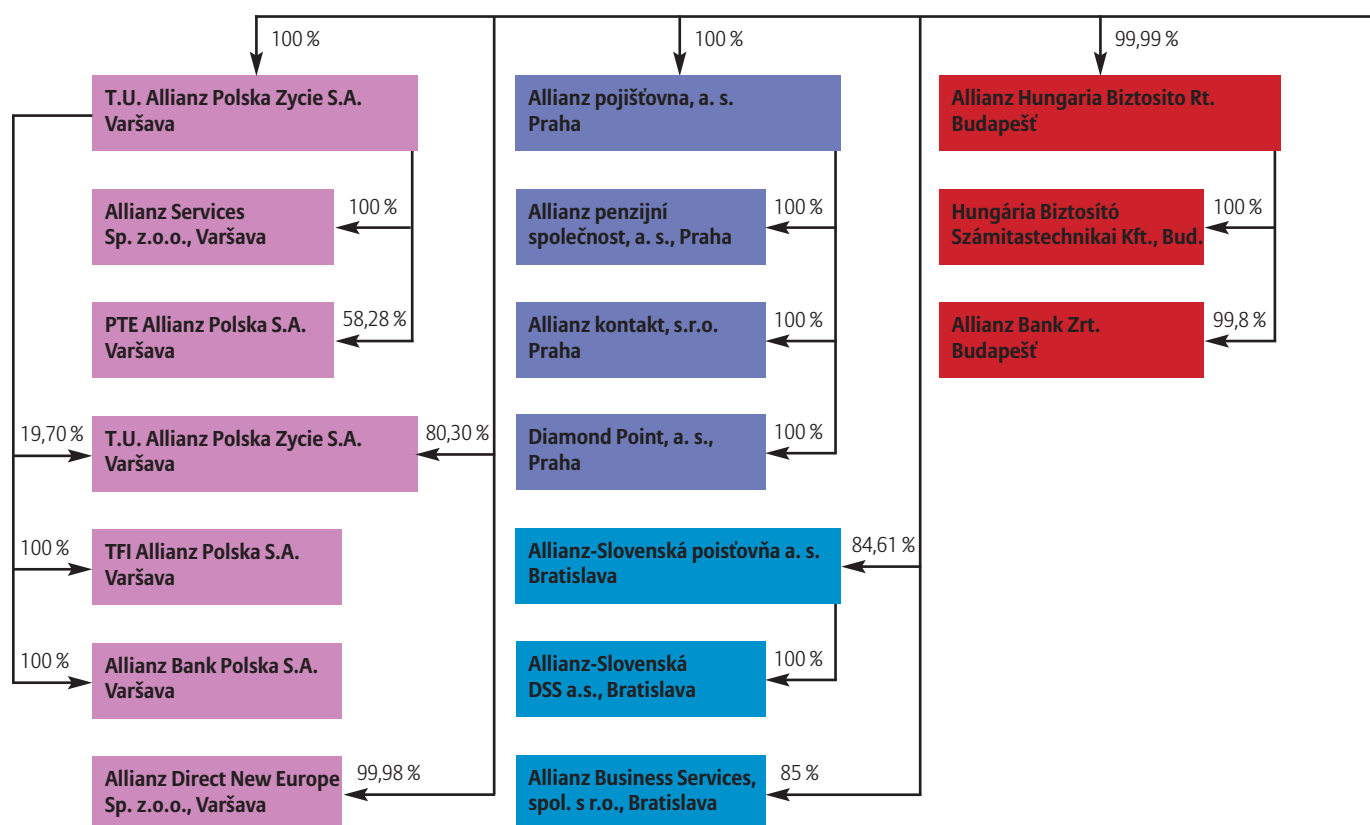 100 %
T.U. Allianz Polska Zycie S.A.
Varšava
Allianz Services
Sp. z.o.o., Varšava
100 %
PTE Allianz Polska S.A.
Varšava
58,28 %
19,70 %
T.U. Allianz Polska Zycie S.A.
Varšava
80,30 %
100 %
TFI Allianz Polska S.A.
Varšava
100 %
Allianz Bank Polska S.A.
Varšava
Allianz Direct New Europe
Sp. z.o.o., Varšava
99,98 %
100 %
Allianz pojišťovna, a. s.
Praha
Allianz penzijní
společnost, a. s., Praha
100 %
Allianz kontakt, s.r.o.
Praha
100 %
Diamond Point, a. s.,
Praha
100 %
Allianz-Slovenská poisťovňa a. s.
Bratislava
84,61 %
Allianz-Slovenská
DSS a.s., Bratislava
100 %
Allianz Business Services,
spol. s r.o., Bratislava
85 %
99,99 %
Allianz Hungaria Biztosito Rt.
Budapešť
Hungária Biztosító
Számitastechnikai Kft., Bud.
100 %
Allianz Bank Zrt.
Budapešť
99,8 %